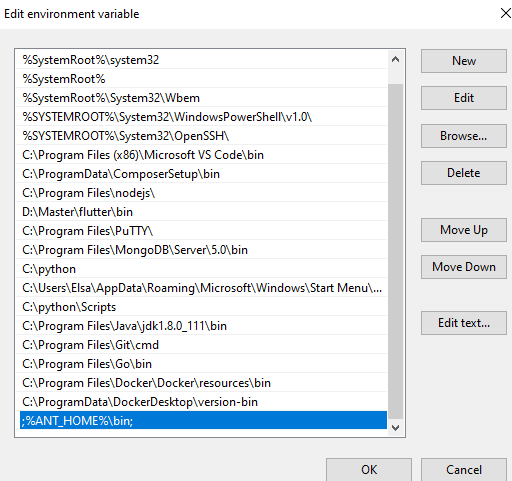 Edit environment variable
%SystemRoot%\system32
%SystemRoot%
%SystemRoot%\System32\Wbem
%SYSTEMROOT%\System32\WindowsPowerShell\v1.0\
%SYSTEMROOT%\System32\OpenSSH\
C:\Program Files (x86)\Microsoft VS Code\bin
C:\ProgramData\ComposerSetup\bin
C:\Program Files\nodejs\
D:\Master\flutter\bin
C:\Program Files\PuTTY\
C:\Program Files\MongoDB\Server\5.0\bin
C:\python
C:\Users\Elsa\AppData\Roaming\Microsoft\Windows\Start Menu\...
C:\python\Scripts
C:\Program Files\Java\jdk1.8.0_111\bin
C:\Program Files\Git\cmd
C:\Program Files\Go\bin
C:\Program Files\Docker\Docker\resources\bin
C:\ProgramData\DockerDesktop\version-bin
;%ANT_HOME%\bin;
New
Edit
Browse...
Delete
Move Up
Move Down
Edit text...
OK
Cancel